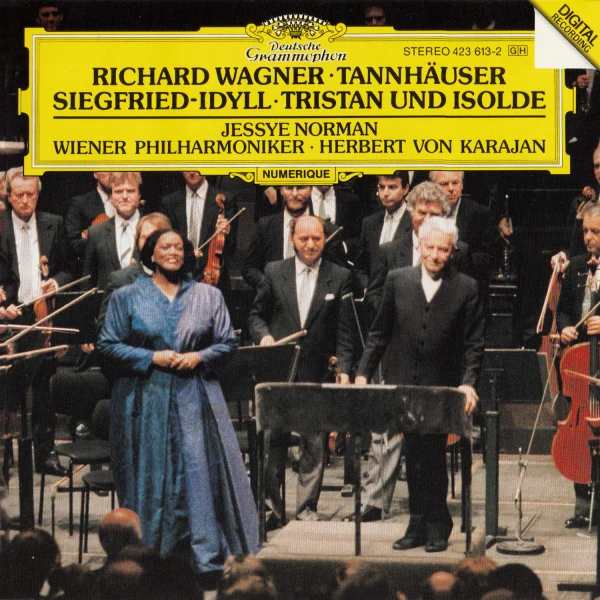 Deutsche
Grammophon
STEREO 423 613-2 GH
DIGITAL
RECORDING
RICHARD WAGNER · TANNHÄUSER
SIEGFRIED-IDYLL · TRISTAN UND ISOLDE
JESSYE NORMAN
WIENER PHILHARMONIKER · HERBERT VON KARAJAN
NUMERIQUE